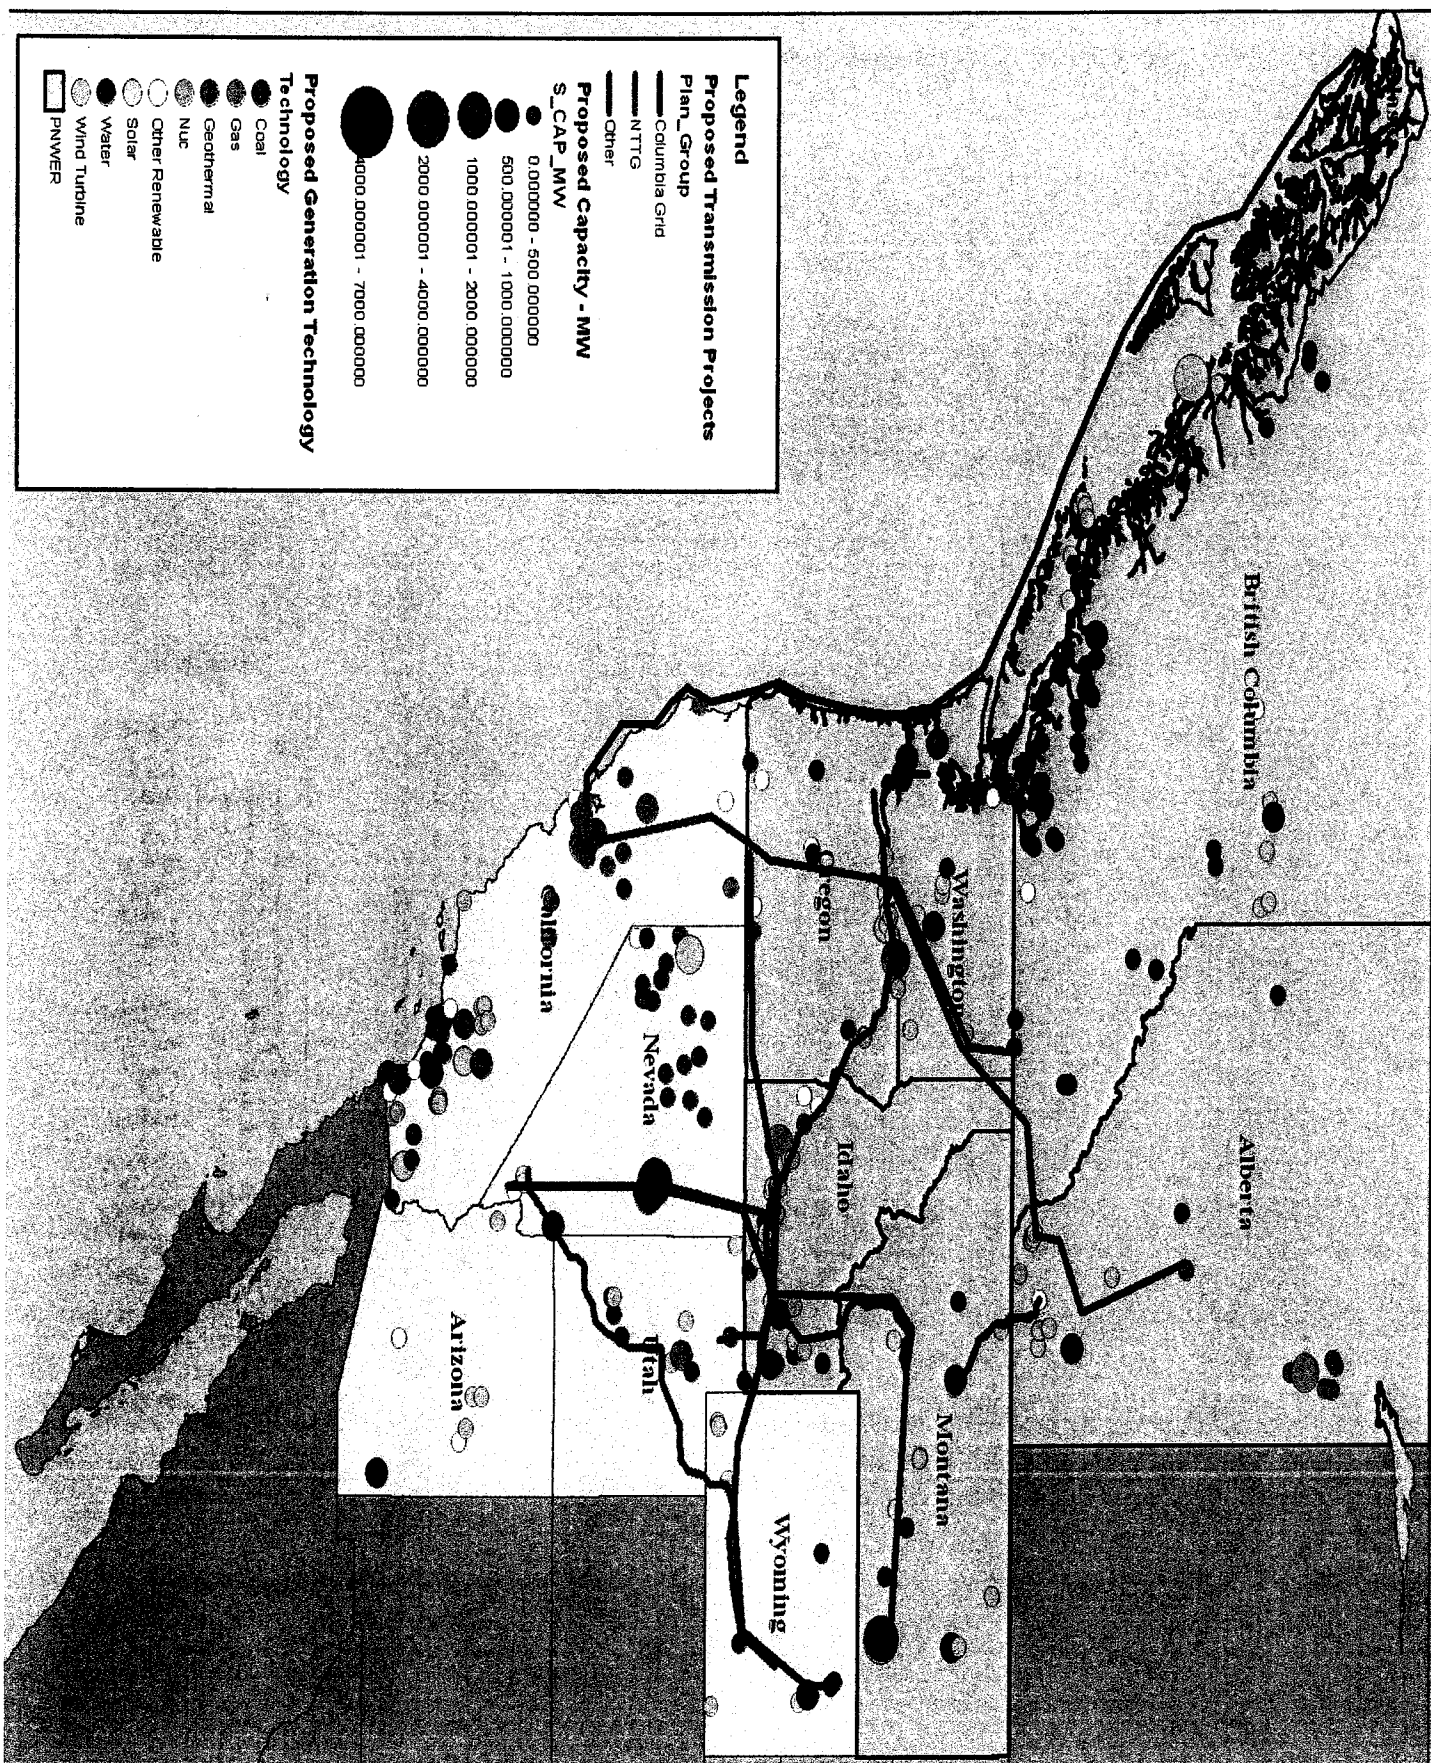 Legend
Proposed Transmission Projects
Plan_Group
Columbia Grid
NTTG
Other
Proposed Capacity - MW
S_CAP_MW
0.000000 - 500.000000
500.000001 - 1000.000000
1000.000001 - 2000.000000
2000.000001 - 4000.000000
4000.000001 - 7000.000000
Proposed Generation Technology
Technology
Coal
Gas
Geothermal
Nuc
Other Renewable
Solar
Water
Wind Turbine
PNWER
British Columbia
Alberta
Washington
Montana
regon
Idaho
Wyoming
Nevada
Utah
Arizona